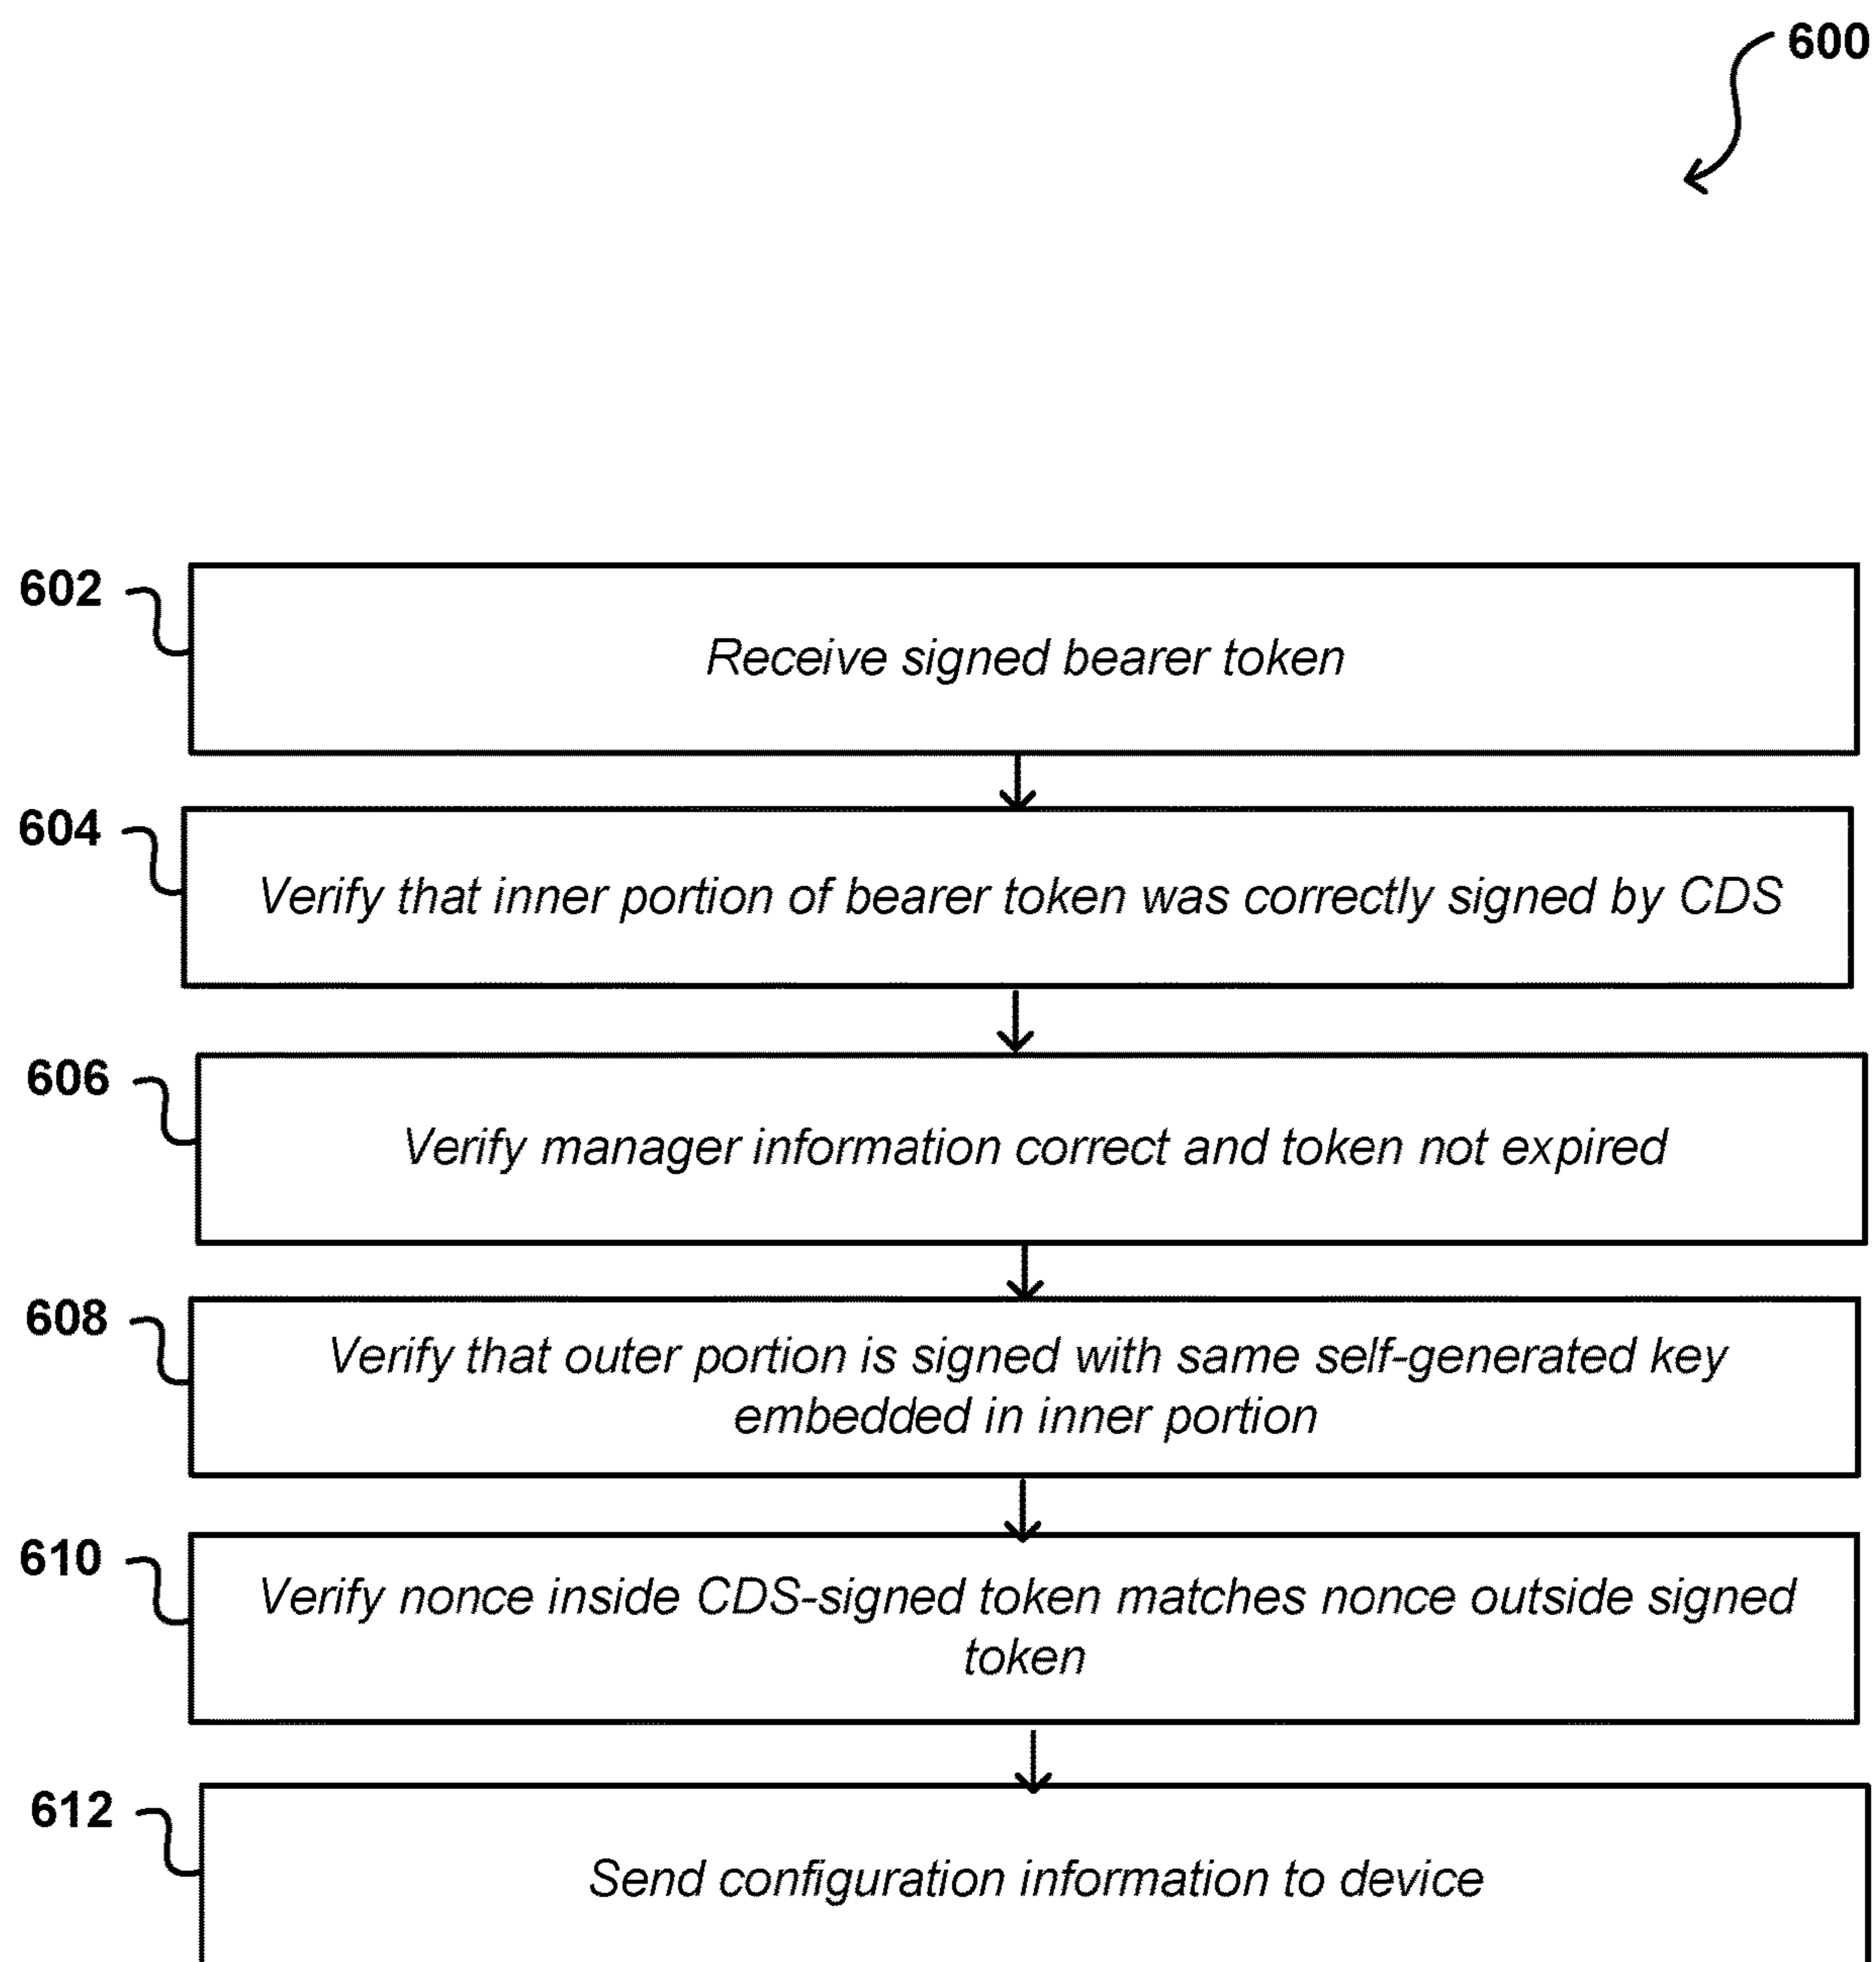 600
602
Receive signed bearer token
604
Verify that inner portion of bearer token was correctly signed by CDS
606
Verify manager information correct and token not expired
608
Verify that outer portion is signed with same self-generated key
embedded in inner portion
610
Verify nonce inside CDS-signed token matches nonce outside signed
token
612
Send configuration information to device